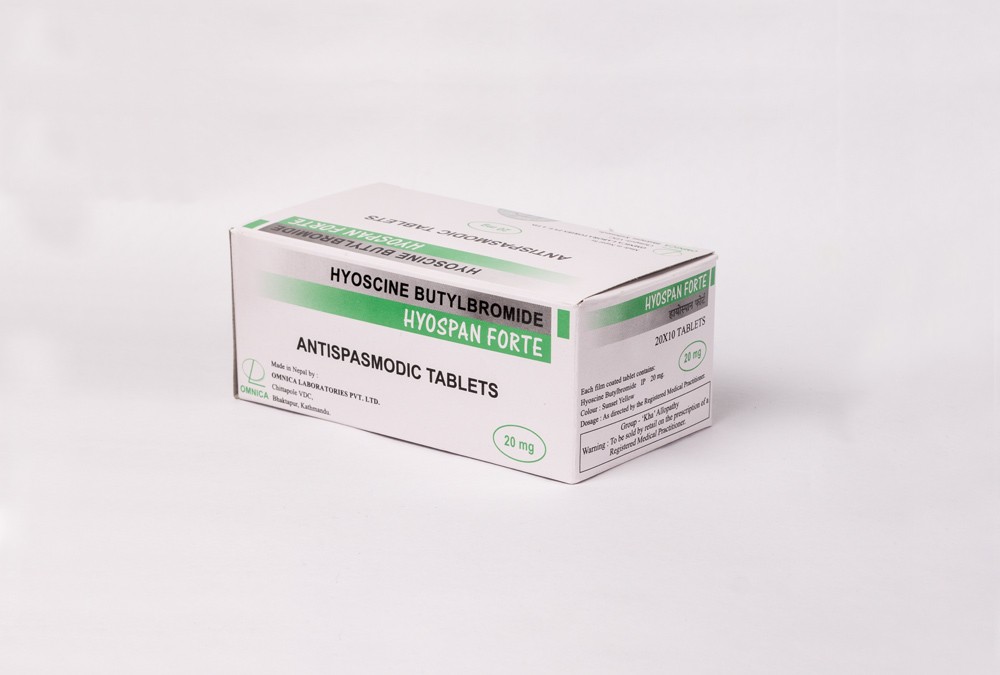 HYOSCINE BUTYLBROMIDE
HYOSPAN FORTE
ANTISPASMODIC TABLETS
20 mg
HYOSCINE BUTYLBROMIDE
HYOSPAN FORTE
ANTISPASMODIC TABLETS
OMNICA
Made in Nepal by :
OMNICA LABORATORIES PVT. LTD.
Chittapole VDC,
Bhaktapur, Kathmandu.
20 mg
HYOSPAN FORTE
हायोस्पान फोर्ट
20X10 TABLETS
20 mg
Each film coated tablet contains:
Hyoscine Butylbromide IP 20 mg.
Colour : Sunset Yellow
Dosage : As directed by the Registered Medical Practitioner.
Group - 'Kha' Allopathy
Warning : To be sold by retail on the prescription of a
Registered Medical Practitioner.